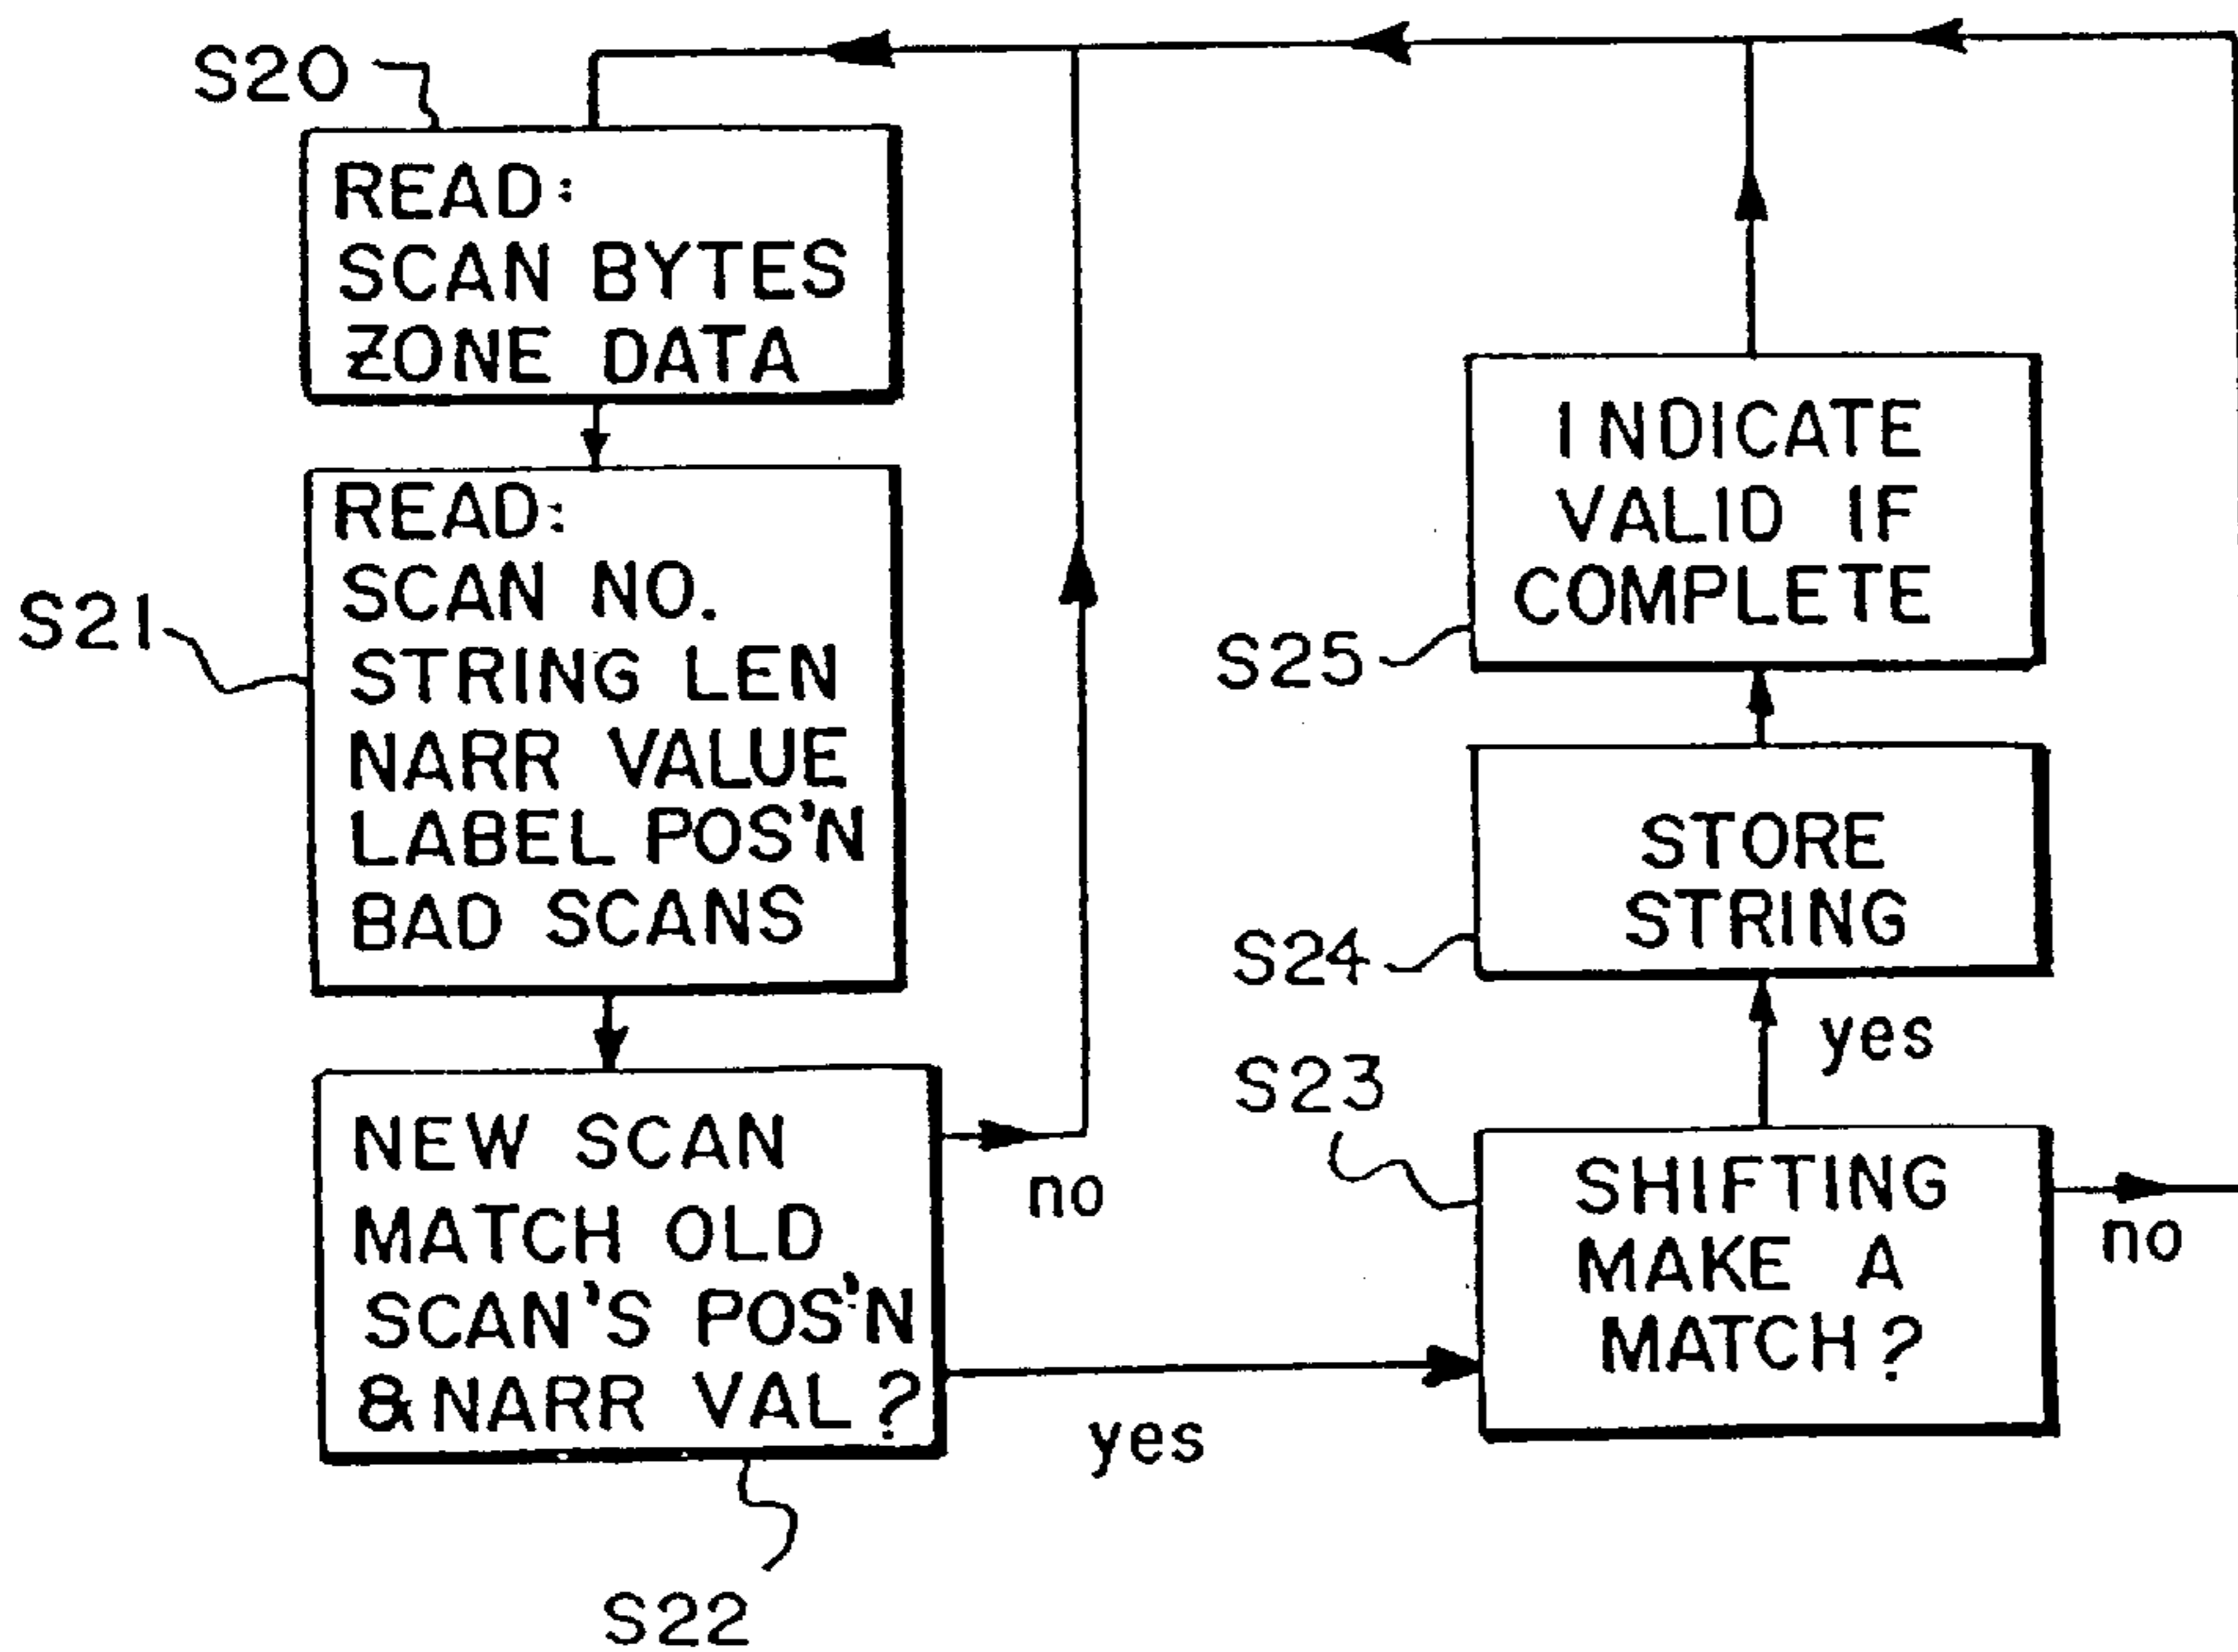 S20
READ:
SCAN BYTES
ZONE DATA
S21
READ:
SCAN NO.
STRING LEN
NARR VALUE
LABEL POS'N
BAD SCANS
NEW SCAN
MATCH OLD
SCAN'S POS'N
& NARR VAL?
S22
no
yes
S23
SHIFTING
MAKE A
MATCH?
no
yes
S24
STORE
STRING
S25
INDICATE
VALID IF
COMPLETE